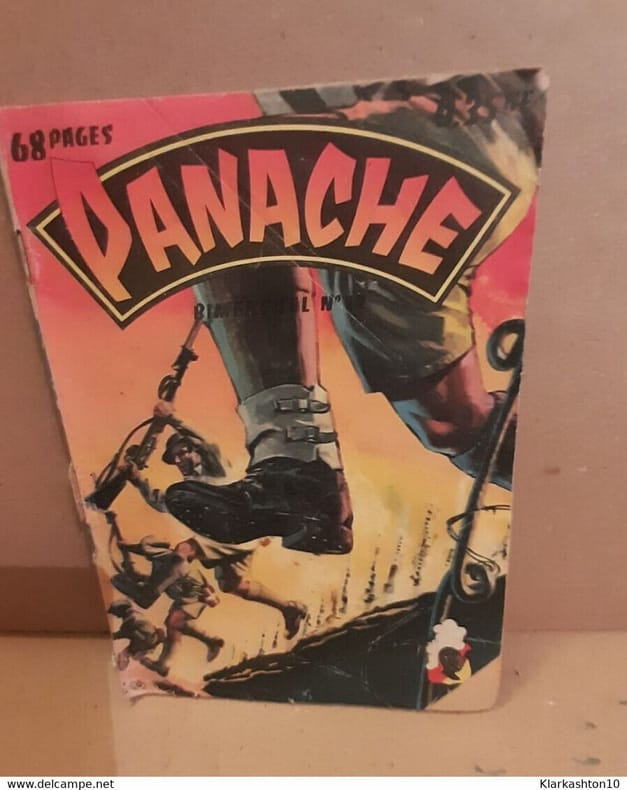 68 PAGES
PANACHE
N°
www.delcampe.net
Klarkashton10